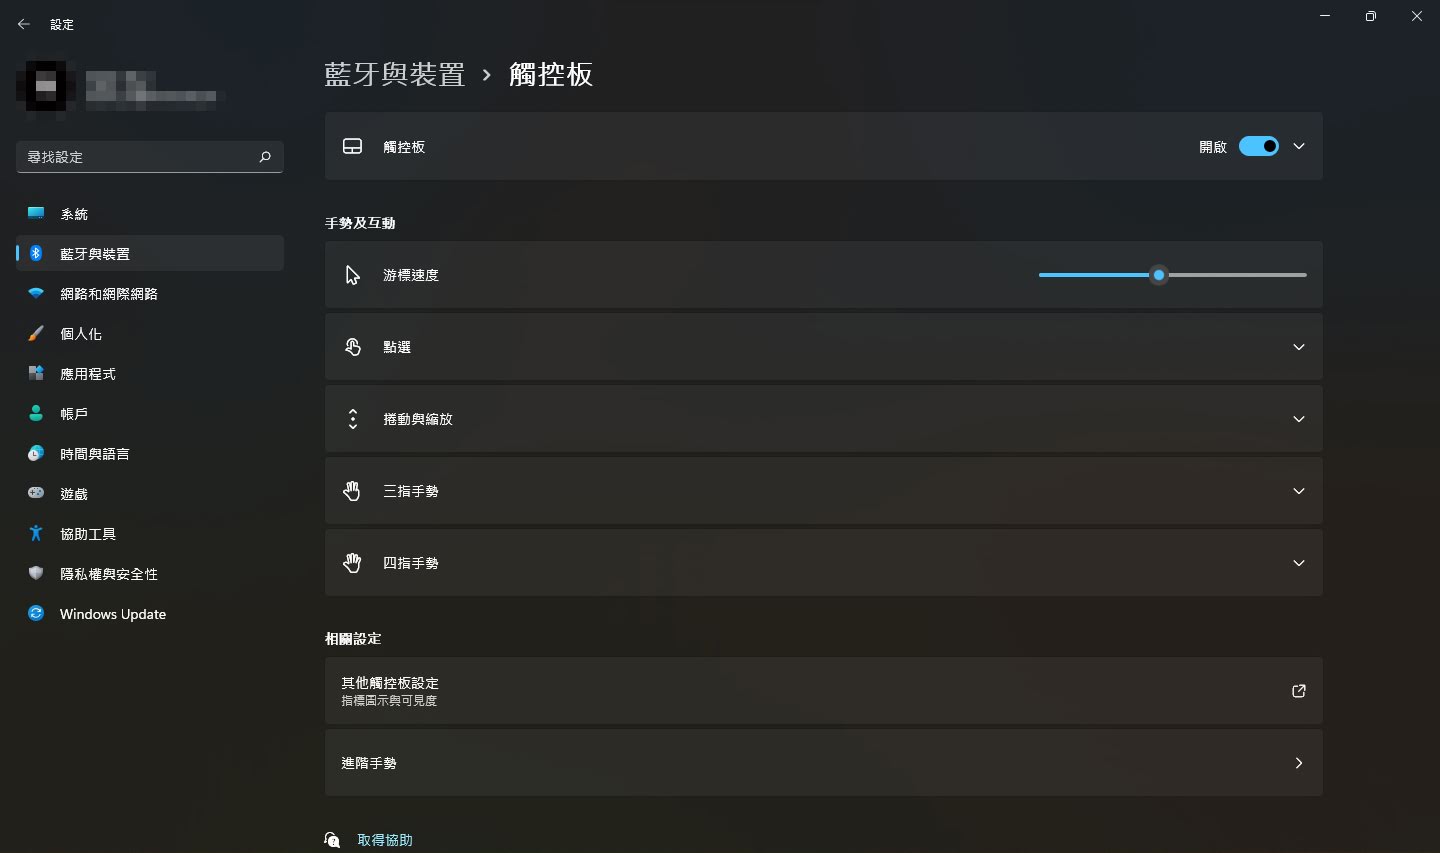 設定
藍牙與裝置 › 觸控板
尋找設定
系統
藍牙與裝置
網路和網際網路
個人化
應用程式
帳戶
時間與語言
遊戲
協助工具
隱私權與安全性
Windows Update
觸控板
開啟
手勢及互動
游標速度
點選
捲動與縮放
三指手勢
四指手勢
相關設定
其他觸控板設定
指標圖示與可見度
進階手勢
取得協助